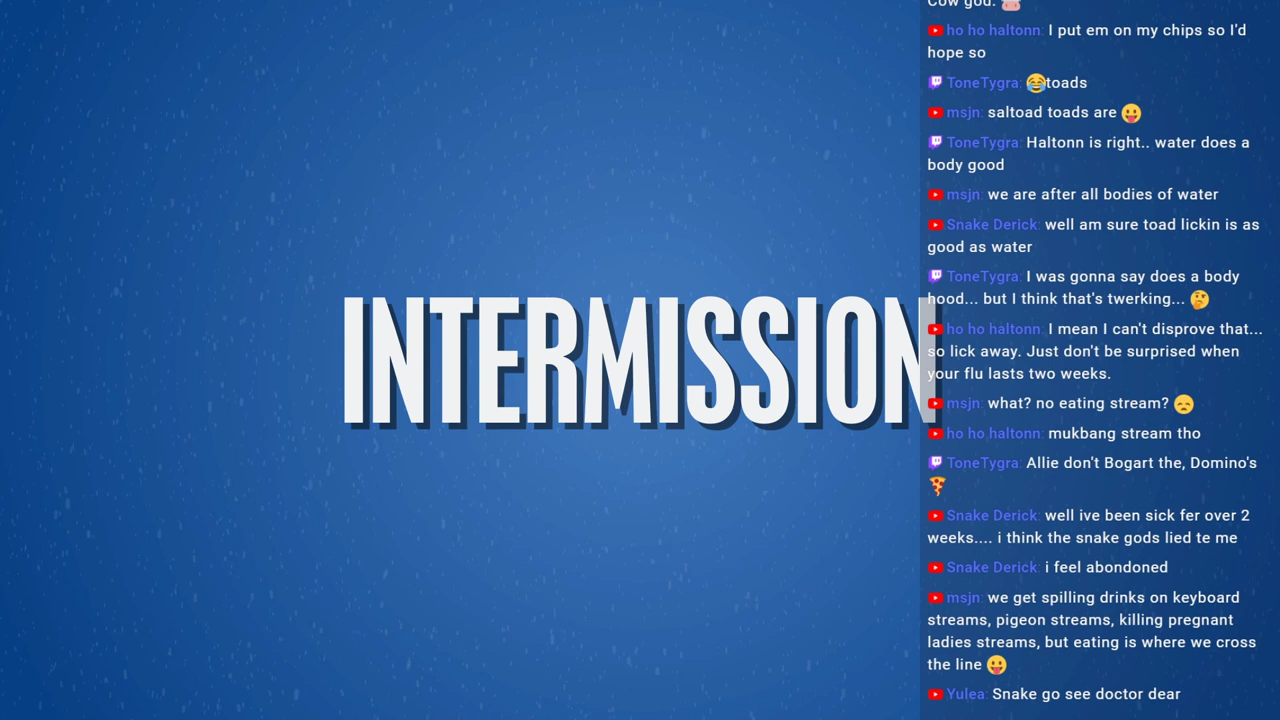 Cow god. 🐷
ho ho haltonn: I put em on my chips so I'd
hope so
ToneTygra: 😂toads
msjn: saltoad toads are 😛
ToneTygra: Haltonn is right.. water does a
body good
msjn: we are after all bodies of water
Snake Derick: well am sure toad lickin is as
good as water
ToneTygra: I was gonna say does a body
hood... but I think that's twerking... 🤔
ho ho haltonn: I mean I can't disprove that...
so lick away. Just don't be surprised when
your flu lasts two weeks.
msjn: what? no eating stream? 😞
ho ho haltonn: mukbang stream tho
ToneTygra: Allie don't Bogart the, Domino's
🍕
Snake Derick: well ive been sick fer over 2
weeks.... i think the snake gods lied te me
Snake Derick: i feel abondoned
msjn: we get spilling drinks on keyboard
streams, pigeon streams, killing pregnant
ladies streams, but eating is where we cross
the line 😛
Yulea: Snake go see doctor dear
INTERMISSION